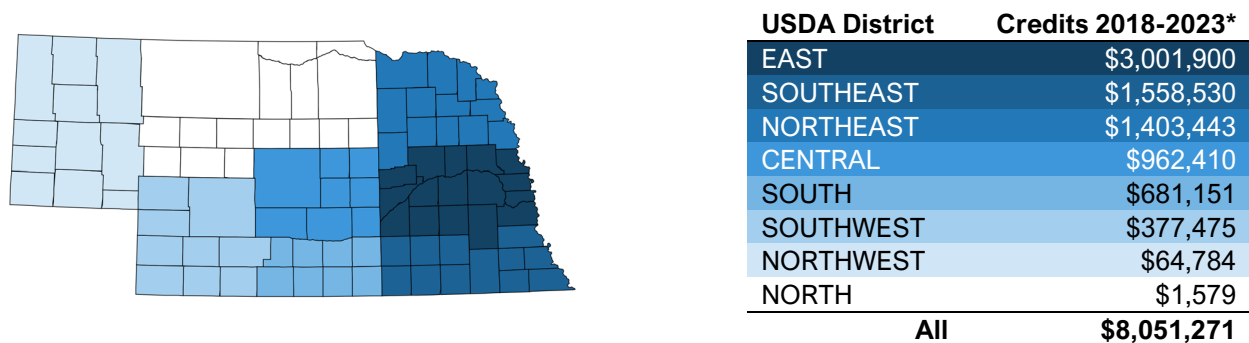 USDA District Credits 2018-2023*
EAST $3,001,900
SOUTHEAST $1,558,530
NORTHEAST $1,403,443
CENTRAL $962,410
SOUTH $681,151
SOUTHWEST $377,475
NORTHWEST $64,784
NORTH $1,579
All $8,051,271